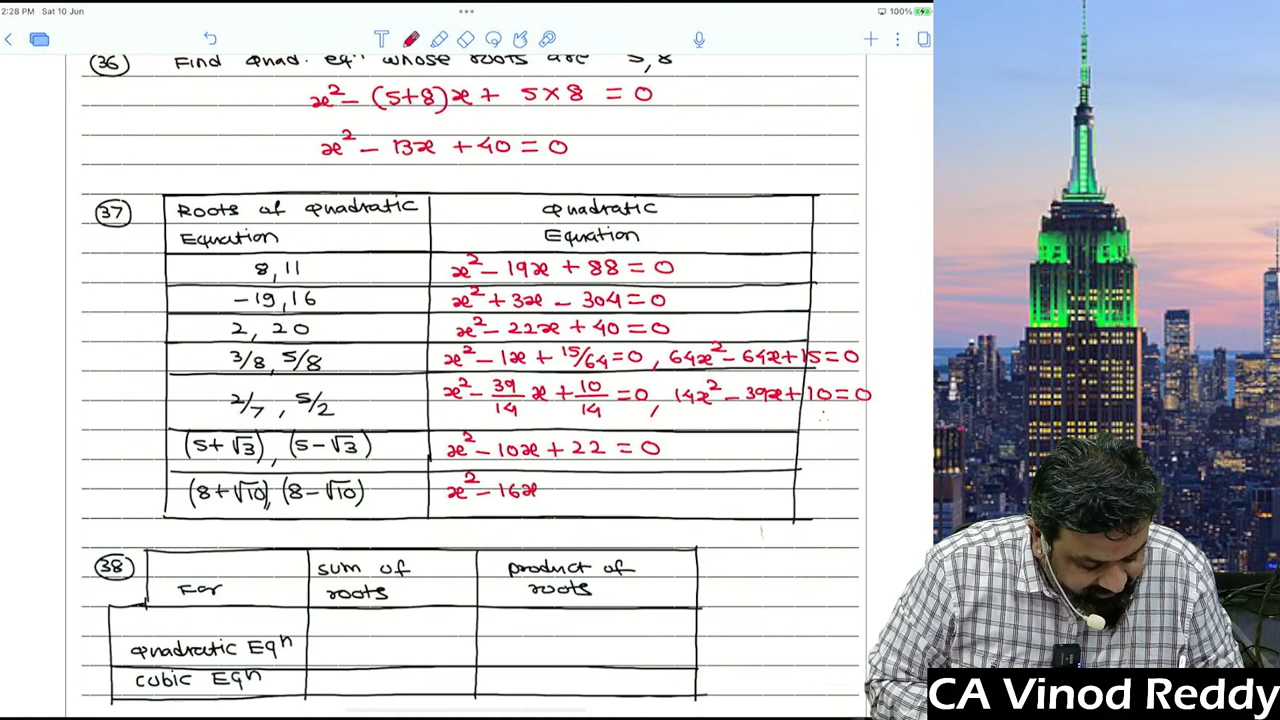 2:28 PM Sat 10 Jun
100%
36 Find Quad. eqn whose roots are 5,8
x² - (5+8)x + 5×8 = 0
x² - 13x + 40 = 0
37 Roots of Quadratic Equation Quadratic Equation
8, 11 x² - 19x + 88 = 0
-19, 16 x² + 3x - 304 = 0
2, 20 x² - 22x + 40 = 0
3/8, 5/8 x² - 1x + 15/64 = 0, 64x² - 64x + 15 = 0
2/7, 5/2 x² - 39/14 x + 10/14 = 0, 14x² - 39x + 10 = 0
(5+√3), (5-√3) x² - 10x + 22 = 0
(8+√10), (8-√10) x² - 16x
38 For sum of roots product of roots
Quadratic Eqn
cubic Eqn
CA Vinod Reddy